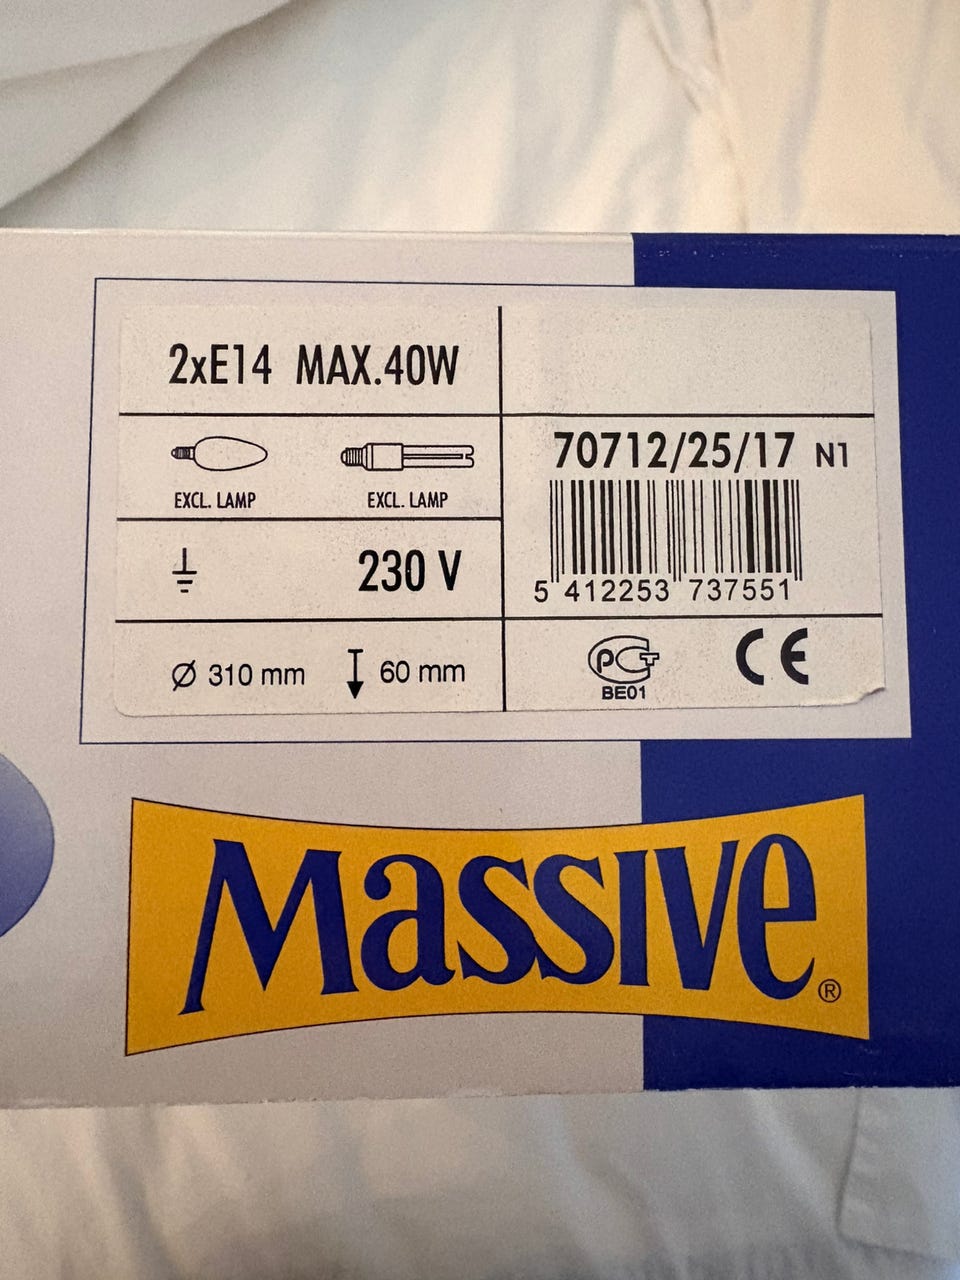 2xE14 MAX.40W
EXCL. LAMP EXCL. LAMP
230 V
Ø 310 mm 60 mm
70712/25/17 N1
5 412253 737551
PCT
BE01
CE
Massive®